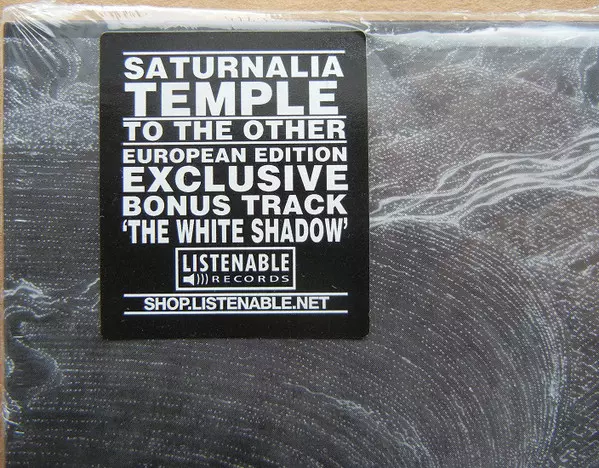 SATURNALIA
TEMPLE
TO THE OTHER
EUROPEAN EDITION
EXCLUSIVE
BONUS TRACK
'THE WHITE SHADOW'
LISTENABLE
RECORDS
SHOP.LISTENABLE.NET